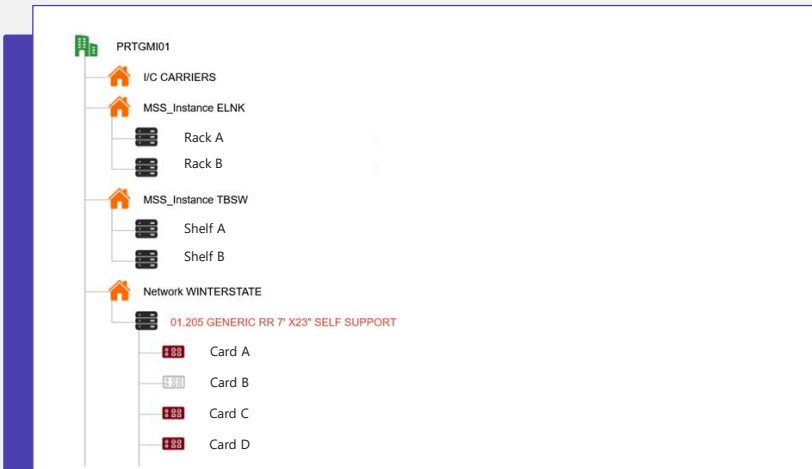 PRTGMI01
I/C CARRIERS
MSS_Instance ELNK
Rack A
Rack B
MSS_Instance TBSW
Shelf A
Shelf B
Network WINTERSTATE
01.205 GENERIC RR 7' X23" SELF SUPPORT
Card A
Card B
Card C
Card D